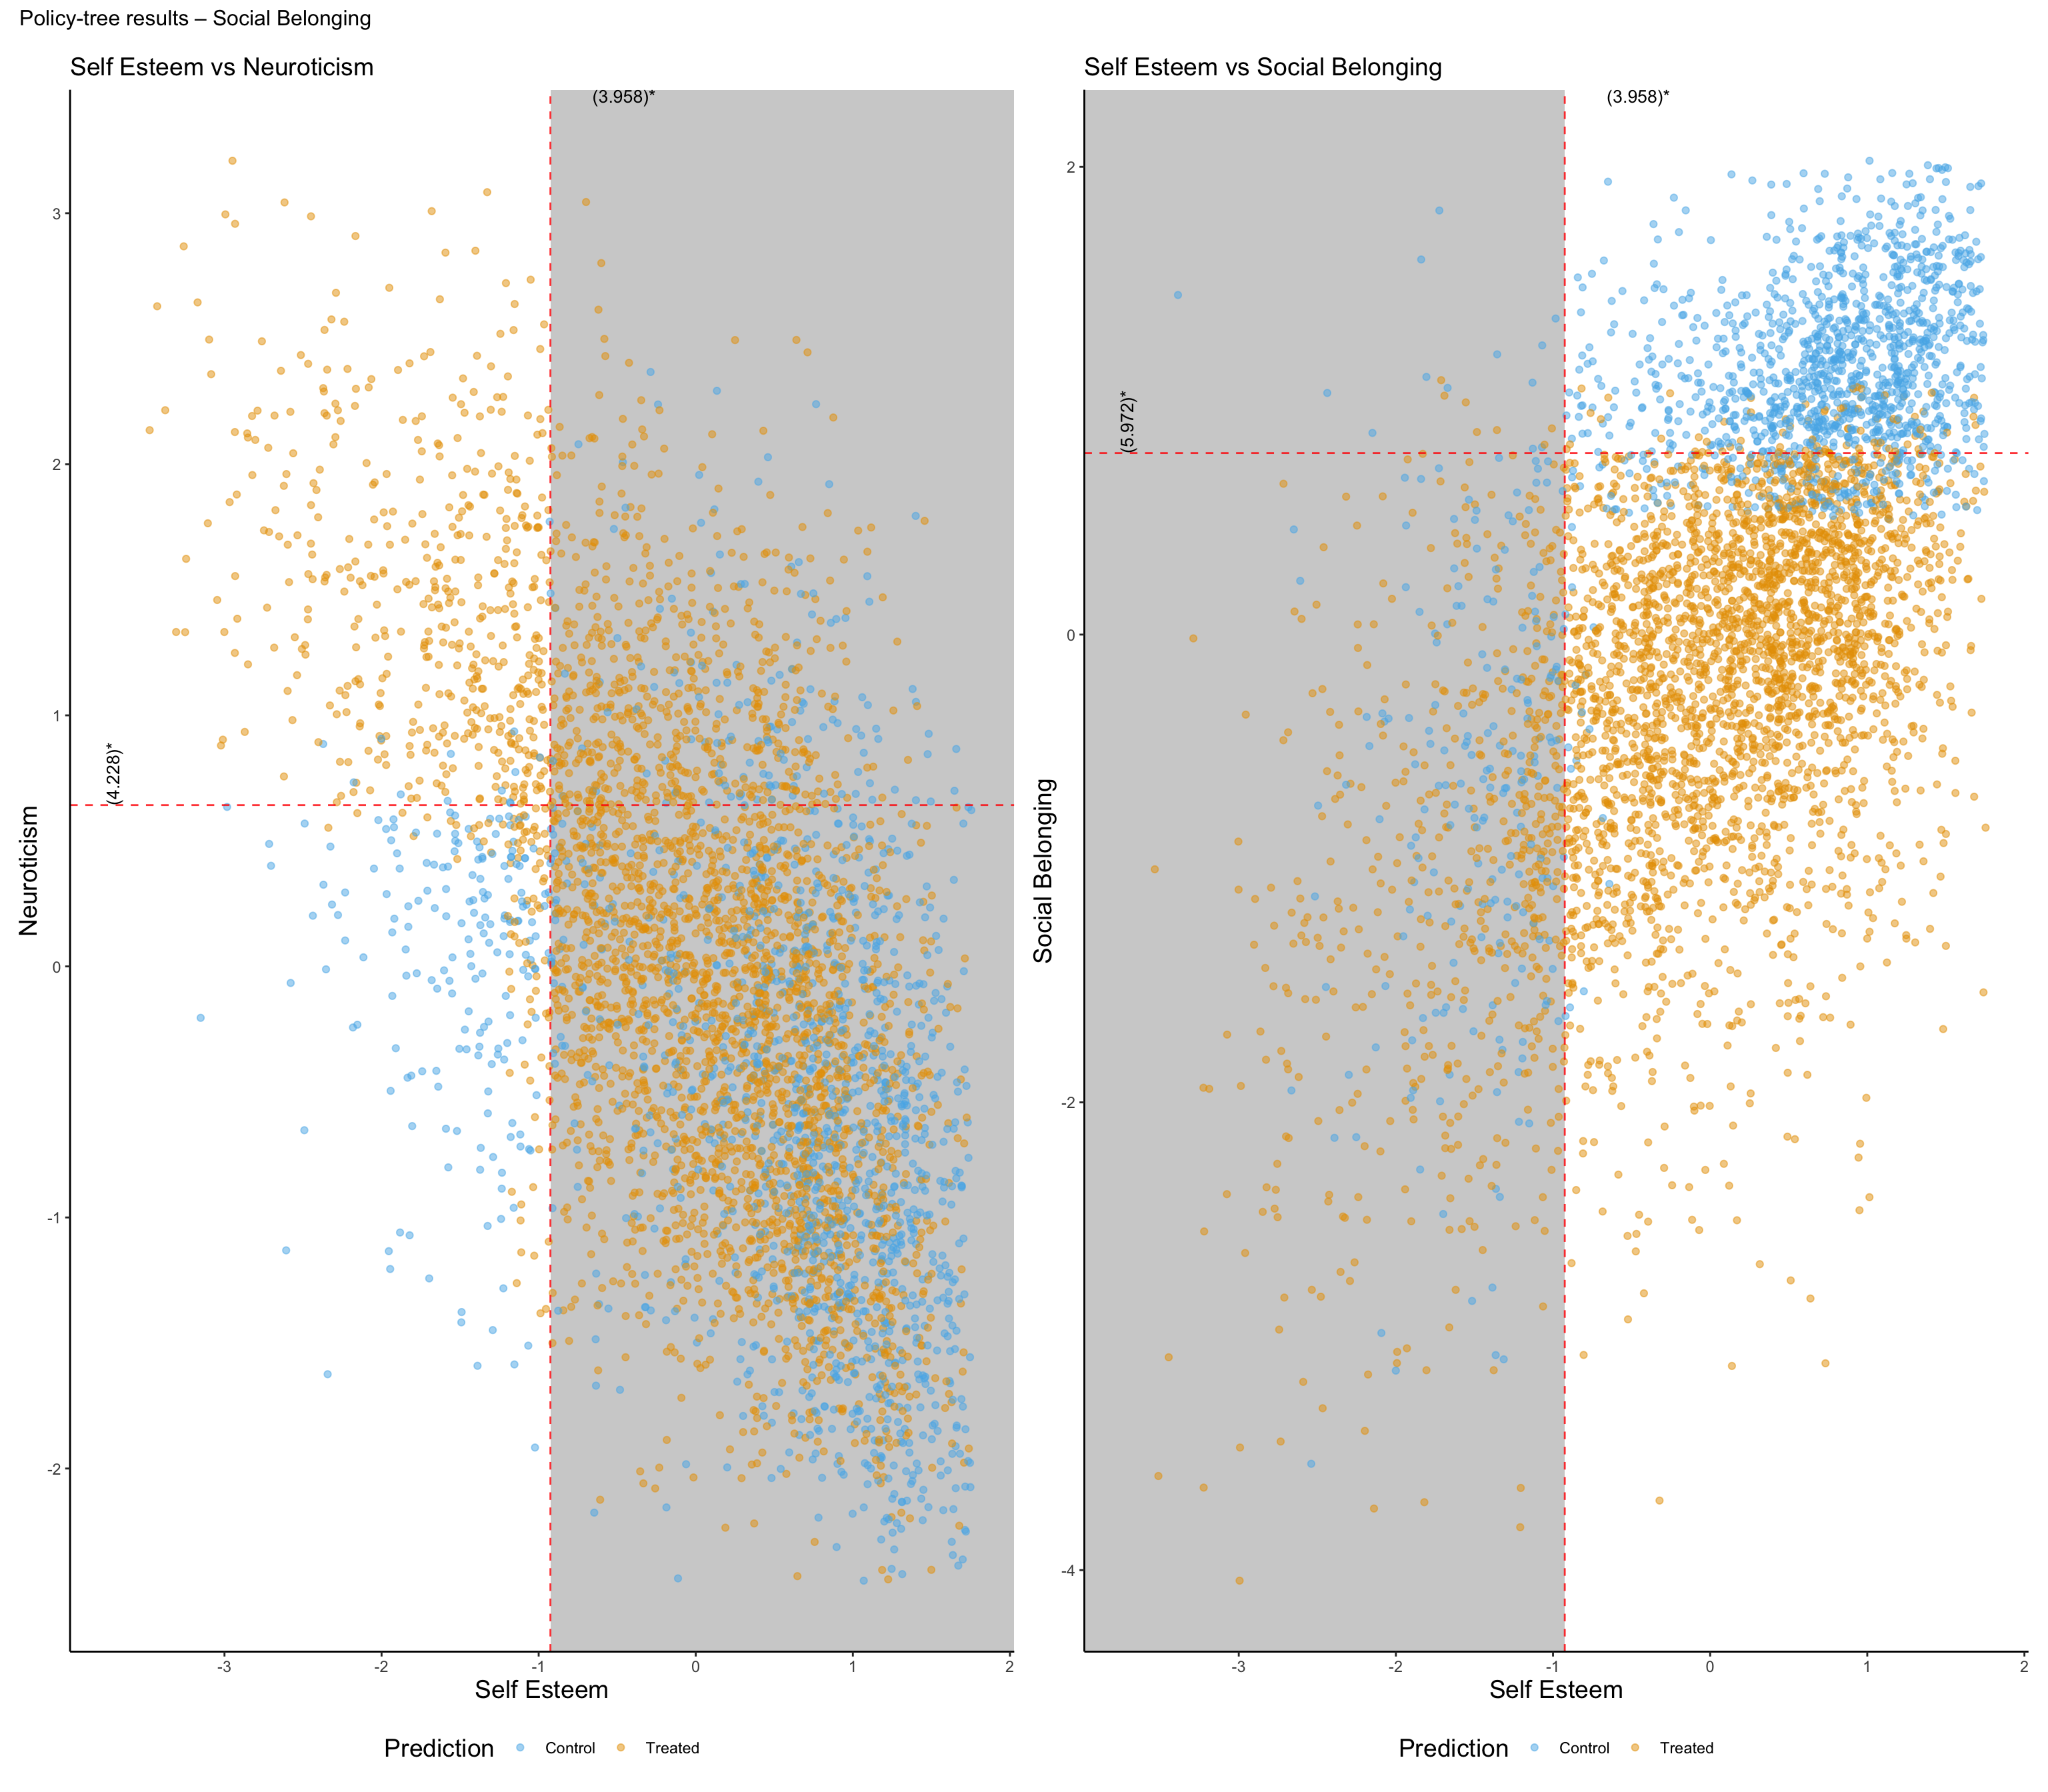 Policy-tree results – Social Belonging
Self Esteem vs Neuroticism
(3.958)*
(4.228)*
Neuroticism
3
2
1
0
-1
-2
-3
-2
-1
0
1
2
Self Esteem
Prediction
Control
Treated
Self Esteem vs Social Belonging
(3.958)*
(5.972)*
Social Belonging
2
0
-2
-4
-3
-2
-1
0
1
2
Self Esteem
Prediction
Control
Treated